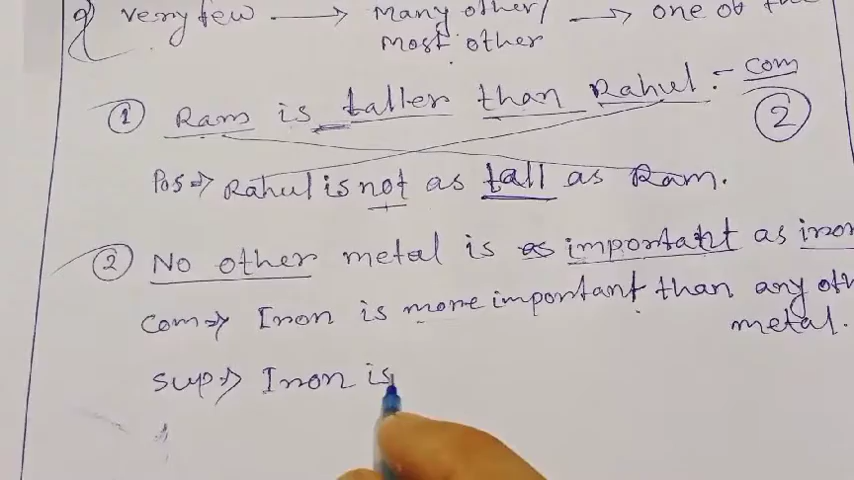 very few → many other/ → one of the
most other
① Ram is taller than Rahul :- com ②
Pos⇒ Rahul is not as tall as Ram.
② No other metal is as important as iron
Com⇒ Iron is more important than any oth
metal.
Sup⇒ Iron is